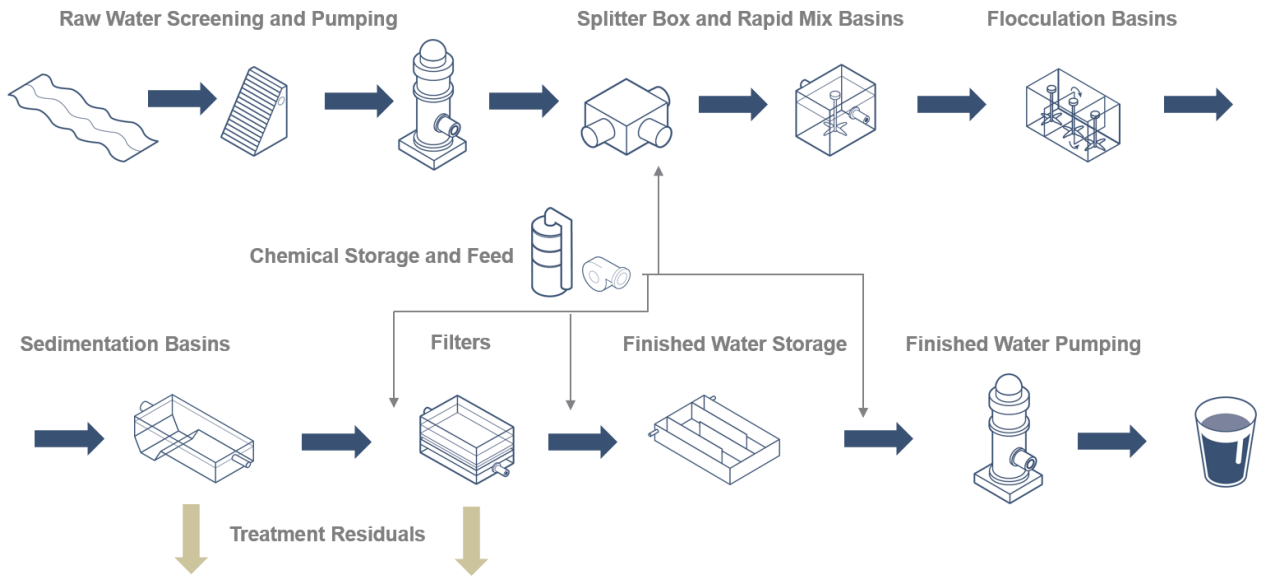 Raw Water Screening and Pumping
Splitter Box and Rapid Mix Basins
Flocculation Basins
Chemical Storage and Feed
Sedimentation Basins
Filters
Finished Water Storage
Finished Water Pumping
Treatment Residuals